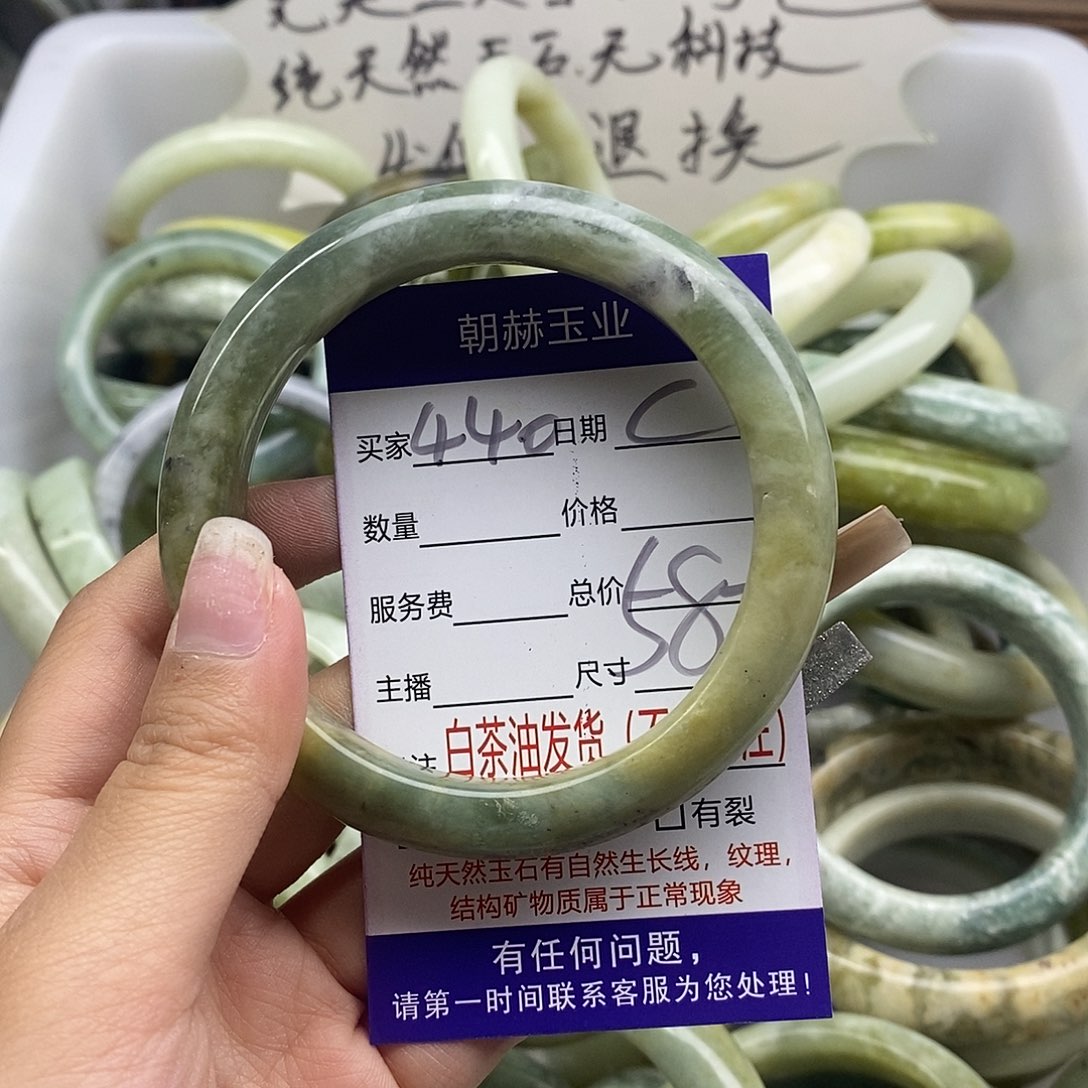 纯天然玉石.无科技
退换
朝赫玉业
买家 440 日期 C
数量 价格
服务费 总价 58-
主播 尺寸 58
注 白茶油发货（不 注）
有裂
纯天然玉石有自然生长线，纹理，
结构矿物质属于正常现象
有任何问题，
请第一时间联系客服为您处理！